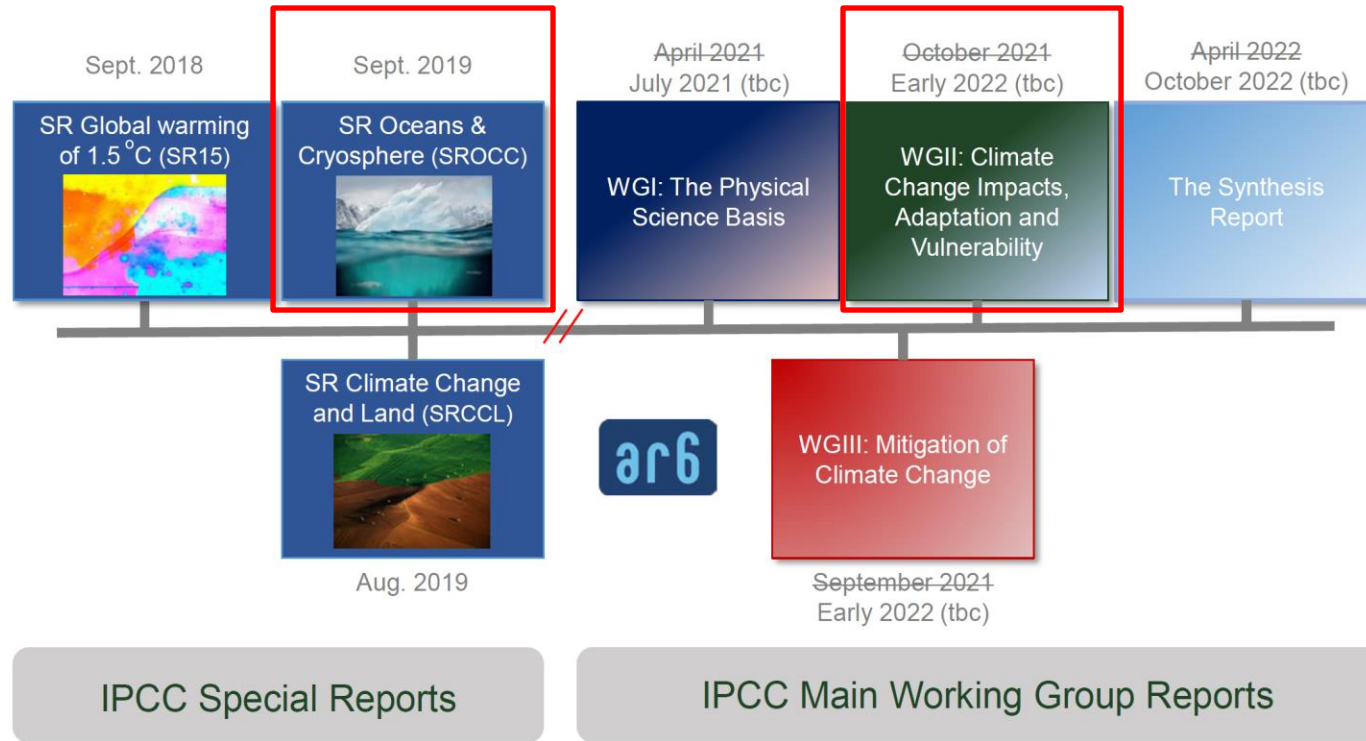 Sept. 2018
Sept. 2019
April 2021
July 2021 (tbc)
October 2021
Early 2022 (tbc)
April 2022
October 2022 (tbc)
SR Global warming
of 1.5 °C (SR15)
SR Oceans &
Cryosphere (SROCC)
WGI: The Physical
Science Basis
WGII: Climate
Change Impacts,
Adaptation and
Vulnerability
The Synthesis
Report
SR Climate Change
and Land (SRCCL)
ar6
WGIII: Mitigation of
Climate Change
Aug. 2019
September 2021
Early 2022 (tbc)
IPCC Special Reports
IPCC Main Working Group Reports